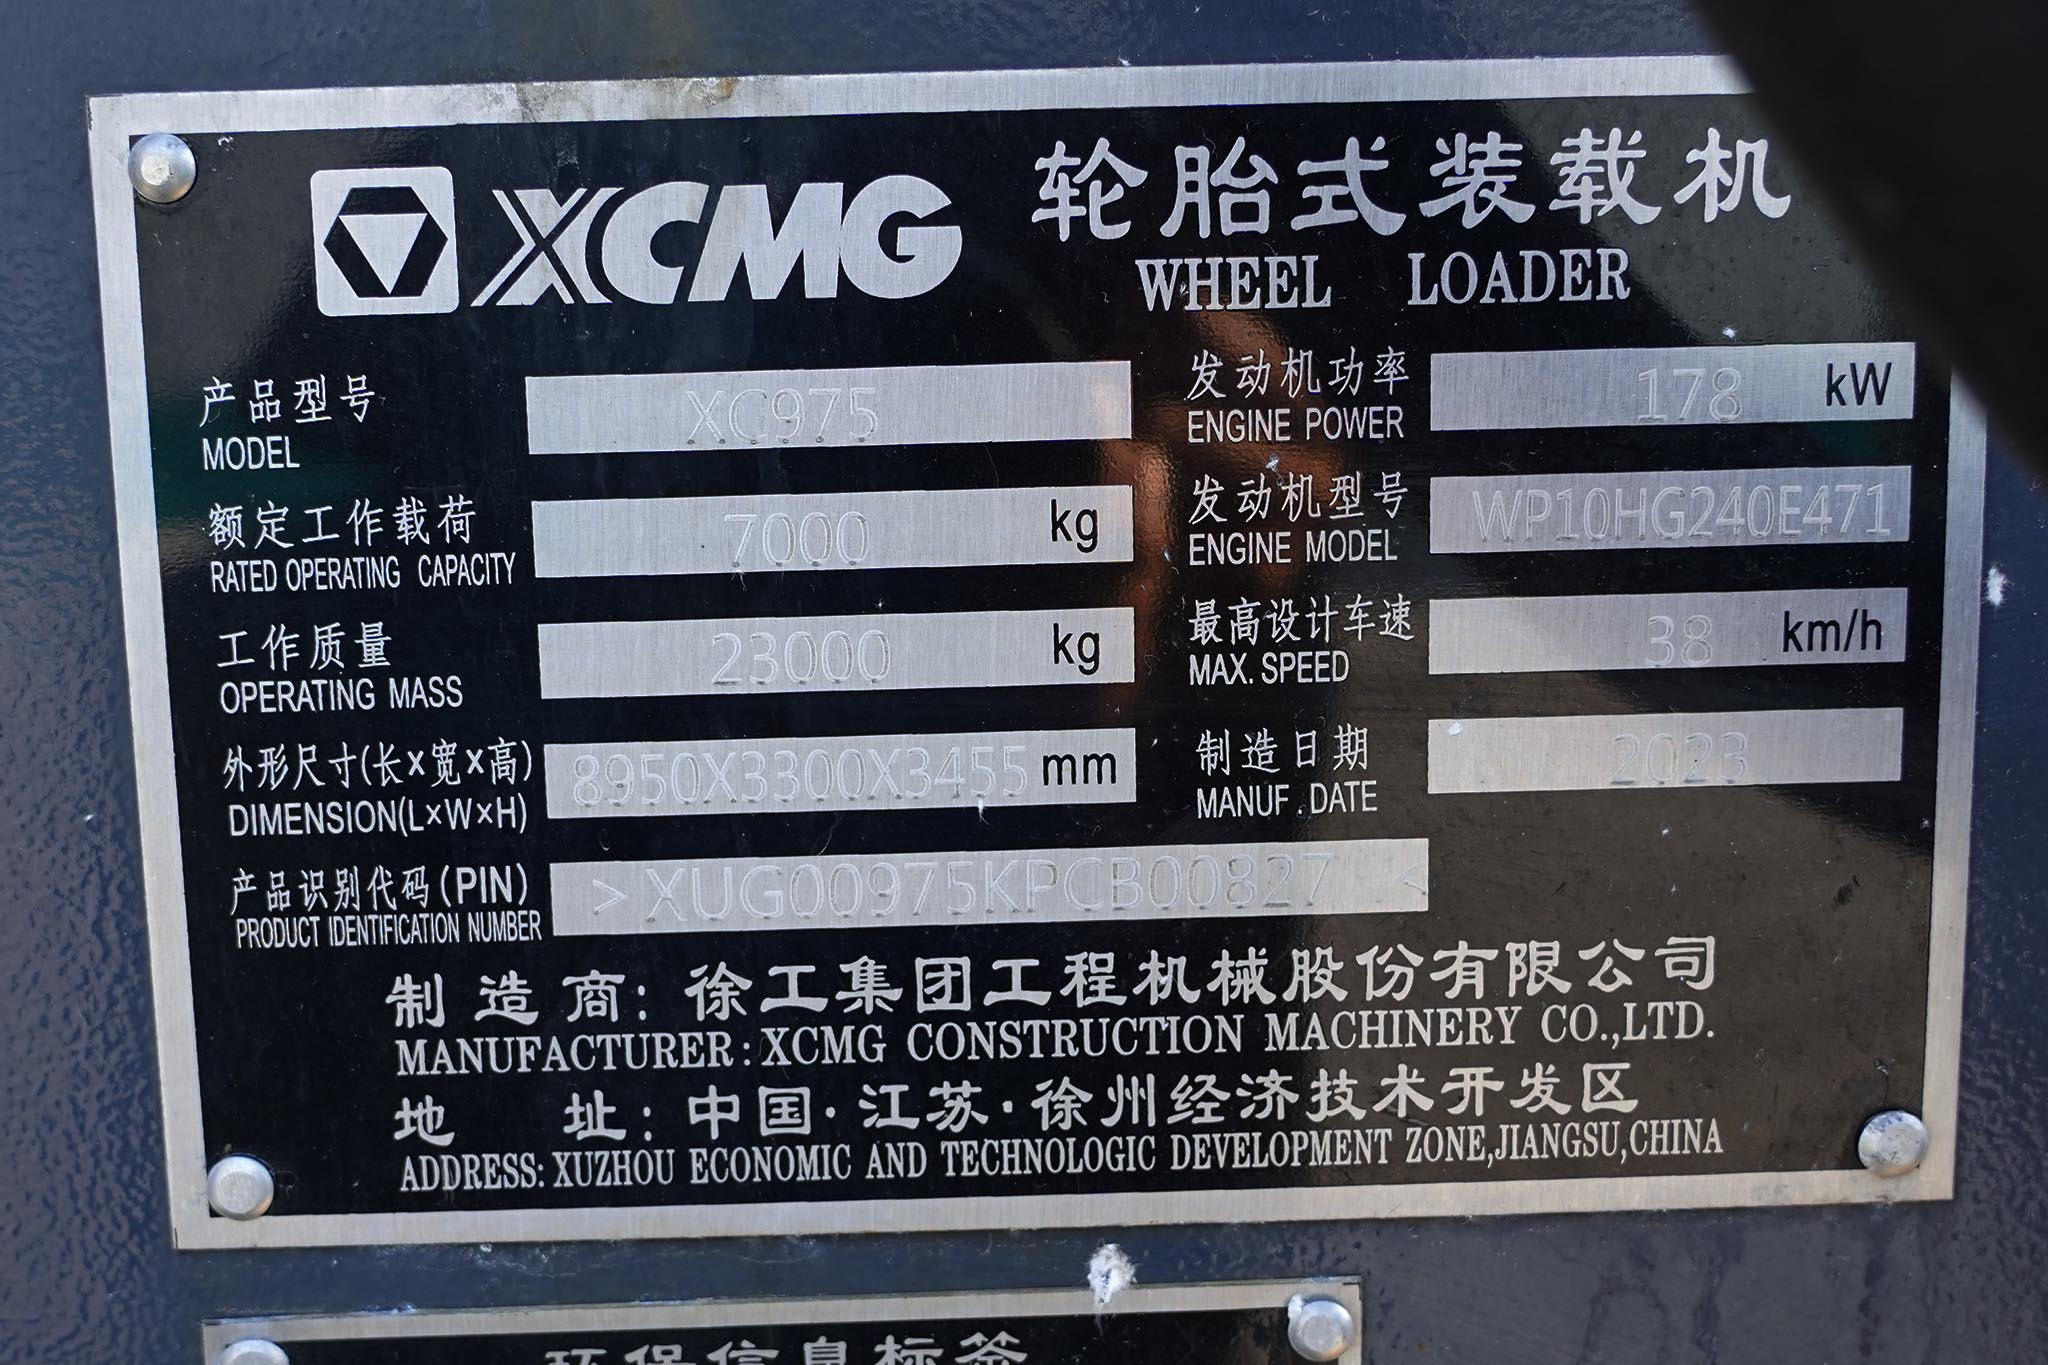 XCMG 轮胎式装载机
WHEEL LOADER
产品型号 XC975
MODEL
额定工作载荷 7000 kg
RATED OPERATING CAPACITY
工作质量 23000 kg
OPERATING MASS
外形尺寸(长×宽×高) 8950X3300X3455 mm
DIMENSION(L×W×H)
产品识别代码(PIN) >XUG00975KPCB00827<
PRODUCT IDENTIFICATION NUMBER
发动机功率 178 kW
ENGINE POWER
发动机型号 WP10HG240E471
ENGINE MODEL
最高设计车速 38 km/h
MAX. SPEED
制造日期 2023
MANUF.DATE
制造商:徐工集团工程机械股份有限公司
MANUFACTURER:XCMG CONSTRUCTION MACHINERY CO.,LTD.
地址:中国·江苏·徐州经济技术开发区
ADDRESS: XUZHOU ECONOMIC AND TECHNOLOGIC DEVELOPMENT ZONE,JIANGSU,CHINA
环保信息标签